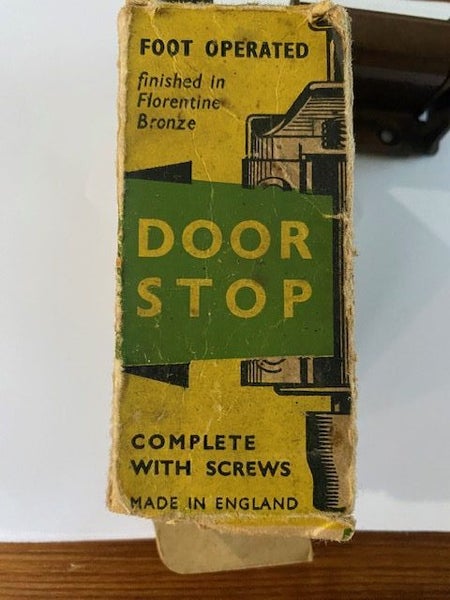 FOOT OPERATED
finished in
Florentine
Bronze
DOOR
STOP
COMPLETE
WITH SCREWS
MADE IN ENGLAND